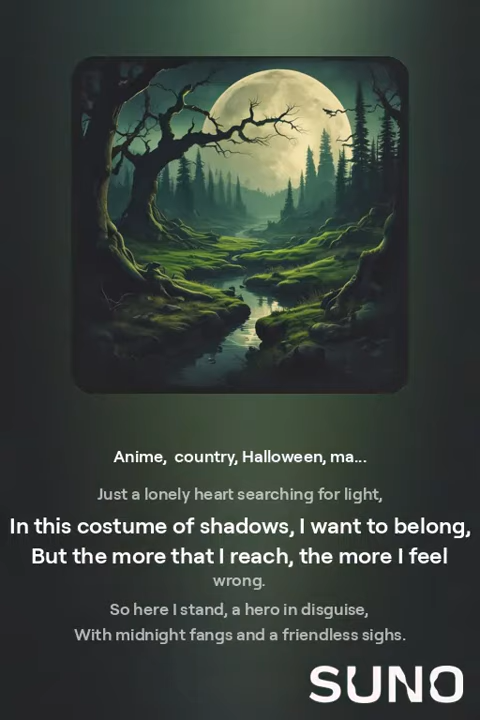 Anime,  country, Halloween, ma...
Just a lonely heart searching for light,
In this costume of shadows, I want to belong,
But the more that I reach, the more I feel
wrong.
So here I stand, a hero in disguise,
With midnight fangs and a friendless sighs.
SUNO